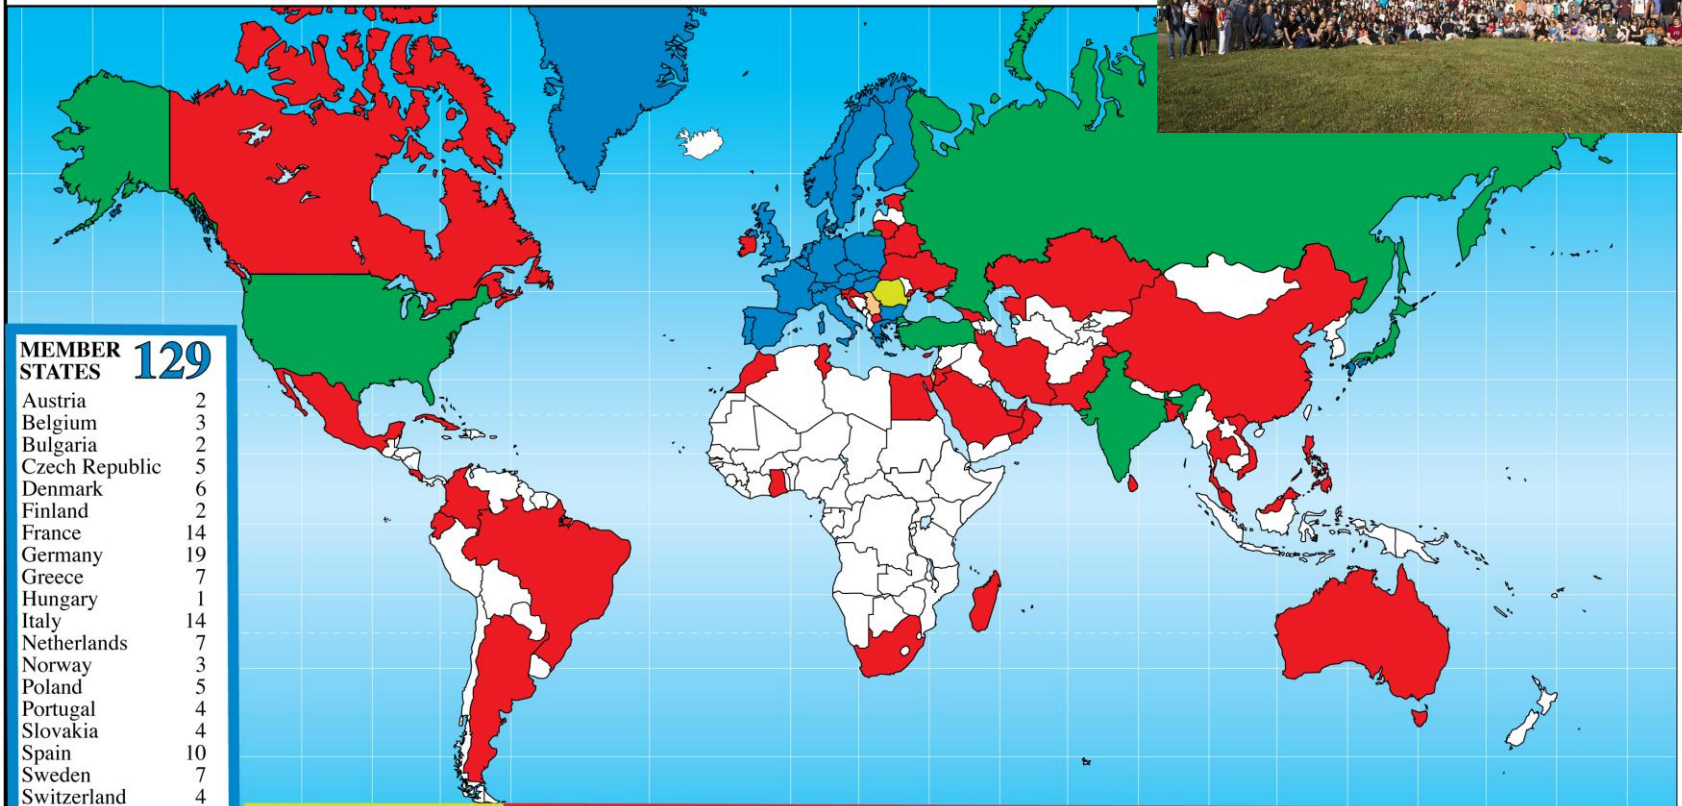 MEMBER STATES 129
Austria 2
Belgium 3
Bulgaria 2
Czech Republic 5
Denmark 6
Finland 2
France 14
Germany 19
Greece 7
Hungary 1
Italy 14
Netherlands 7
Norway 3
Poland 5
Portugal 4
Slovakia 4
Spain 10
Sweden 7
Switzerland 4